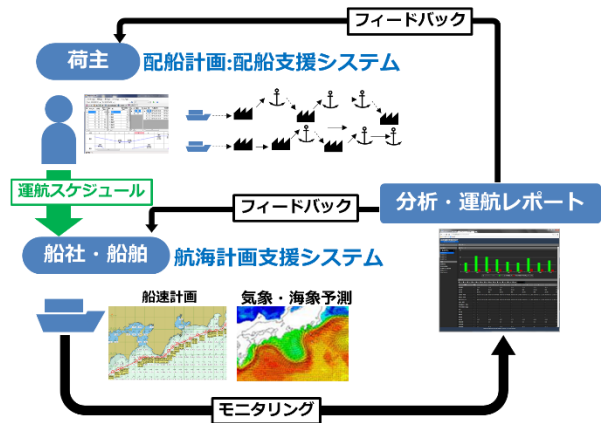 フィードバック
荷主
配船計画:配船支援システム
運航スケジュール
フィードバック
分析・運航レポート
船社・船舶
航海計画支援システム
船速計画
気象・海象予測
モニタリング